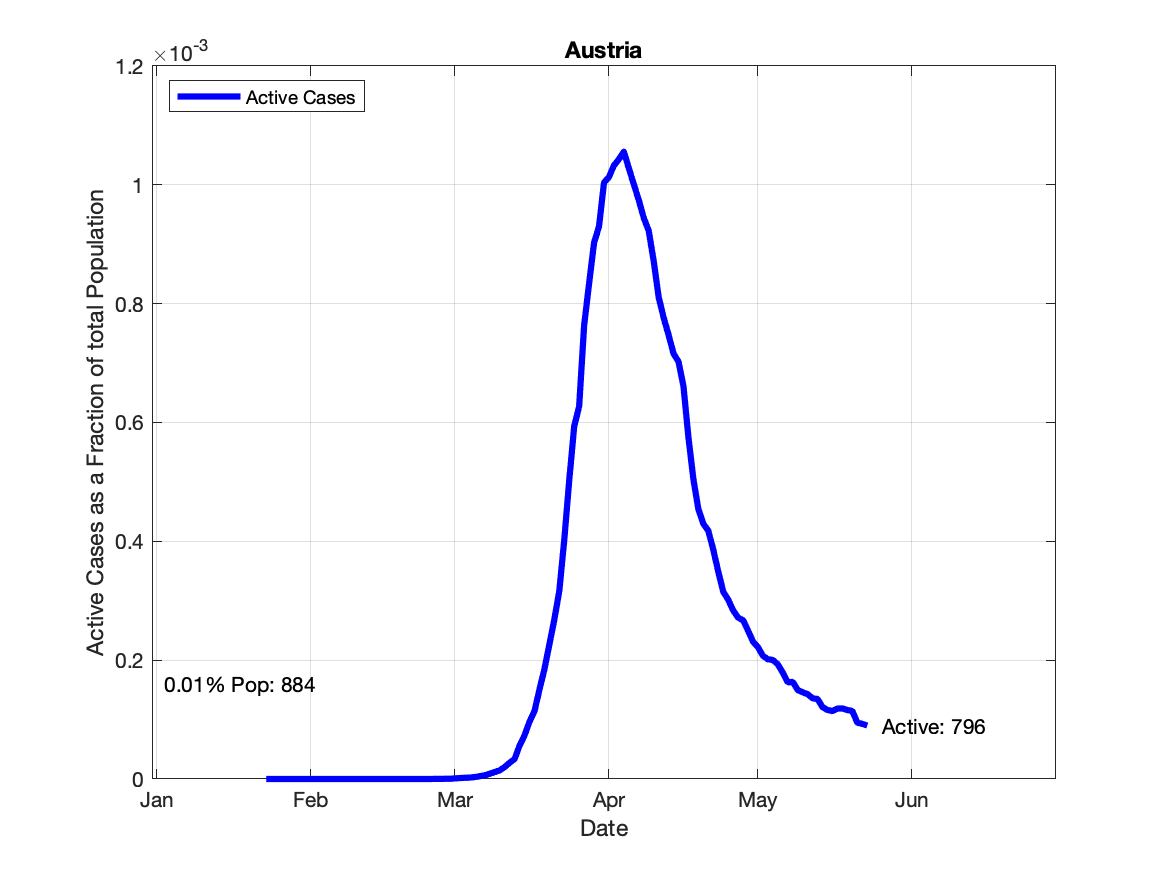 Austria
×10-3
1.2
1
0.8
0.6
0.4
0.2
0
Active Cases as a Fraction of total Population
Active Cases
0.01% Pop: 884
Active: 796
Jan Feb Mar Apr May Jun
Date